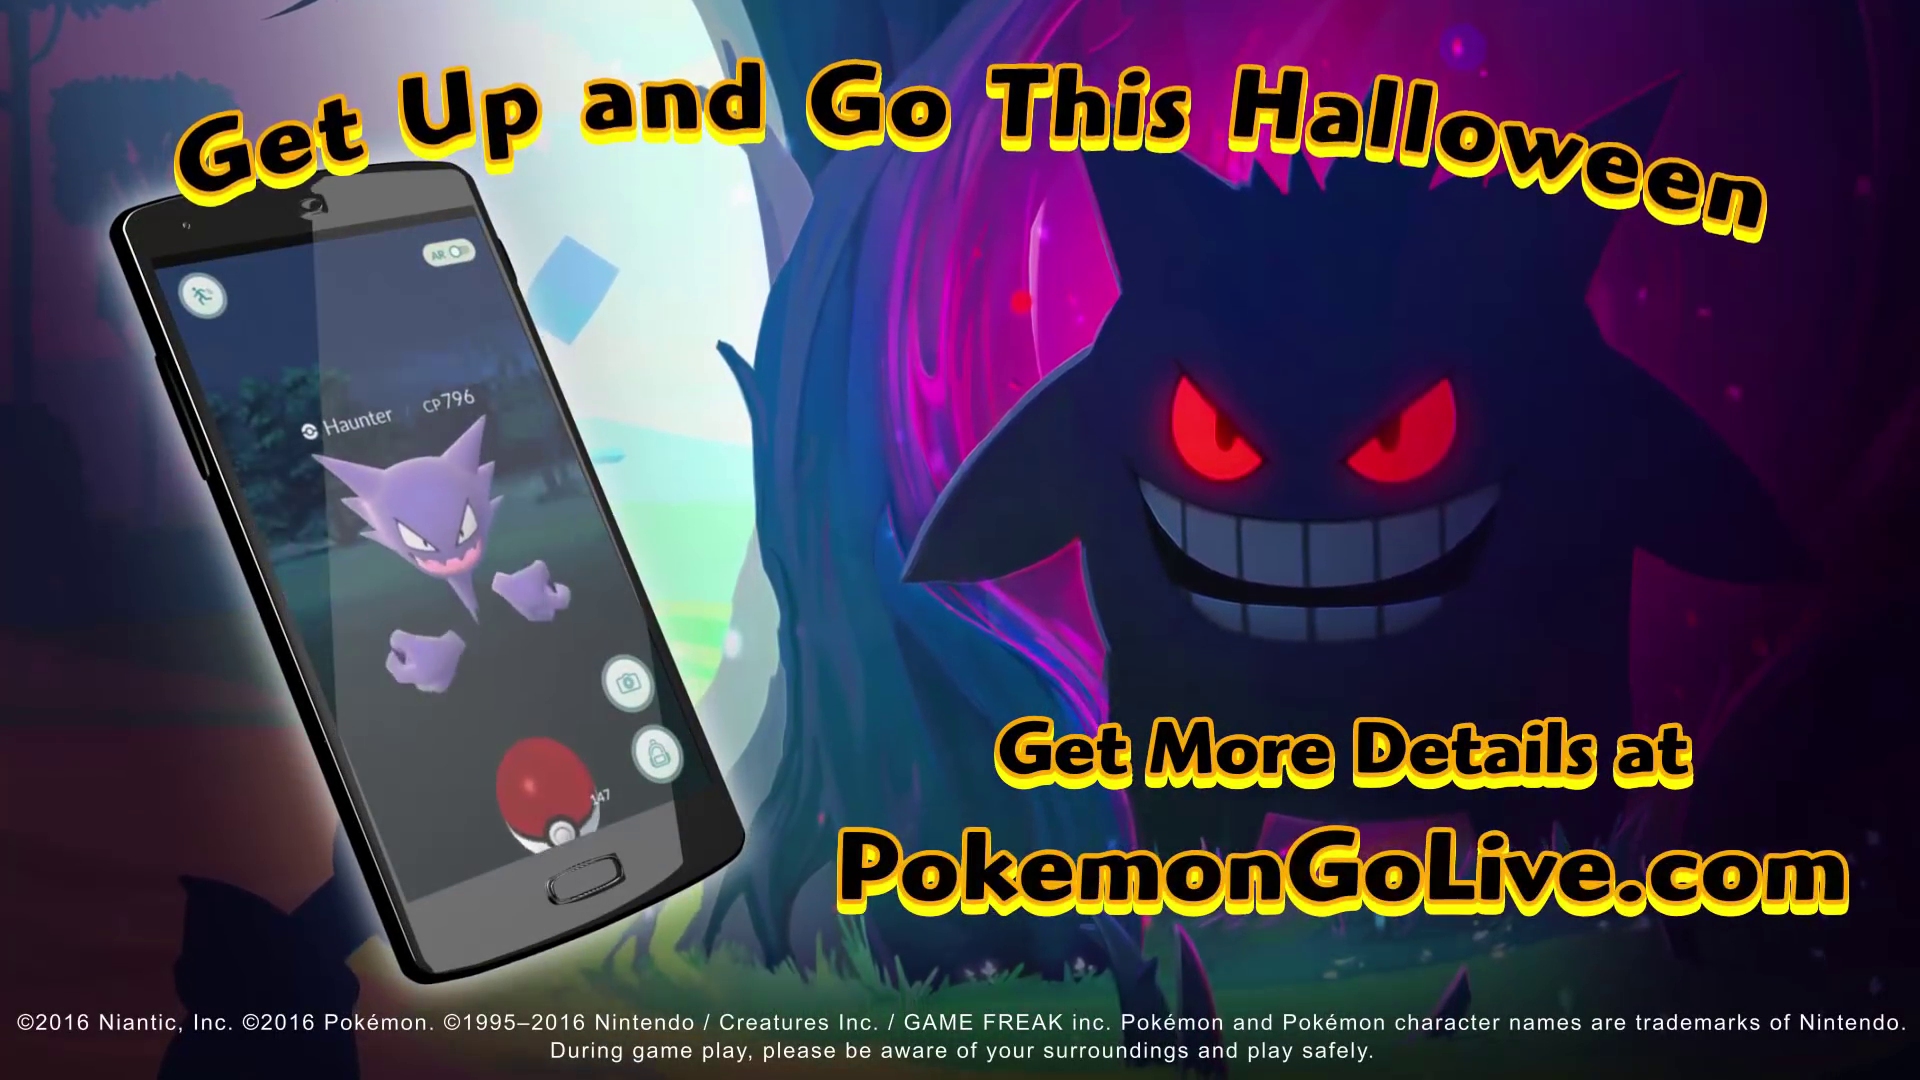 Get Up and Go This Halloween
AR
Haunter / CP796
147
Get More Details at
PokemonGoLive.com
©2016 Niantic, Inc. ©2016 Pokémon. ©1995–2016 Nintendo / Creatures Inc. / GAME FREAK inc. Pokémon and Pokémon character names are trademarks of Nintendo.
During game play, please be aware of your surroundings and play safely.